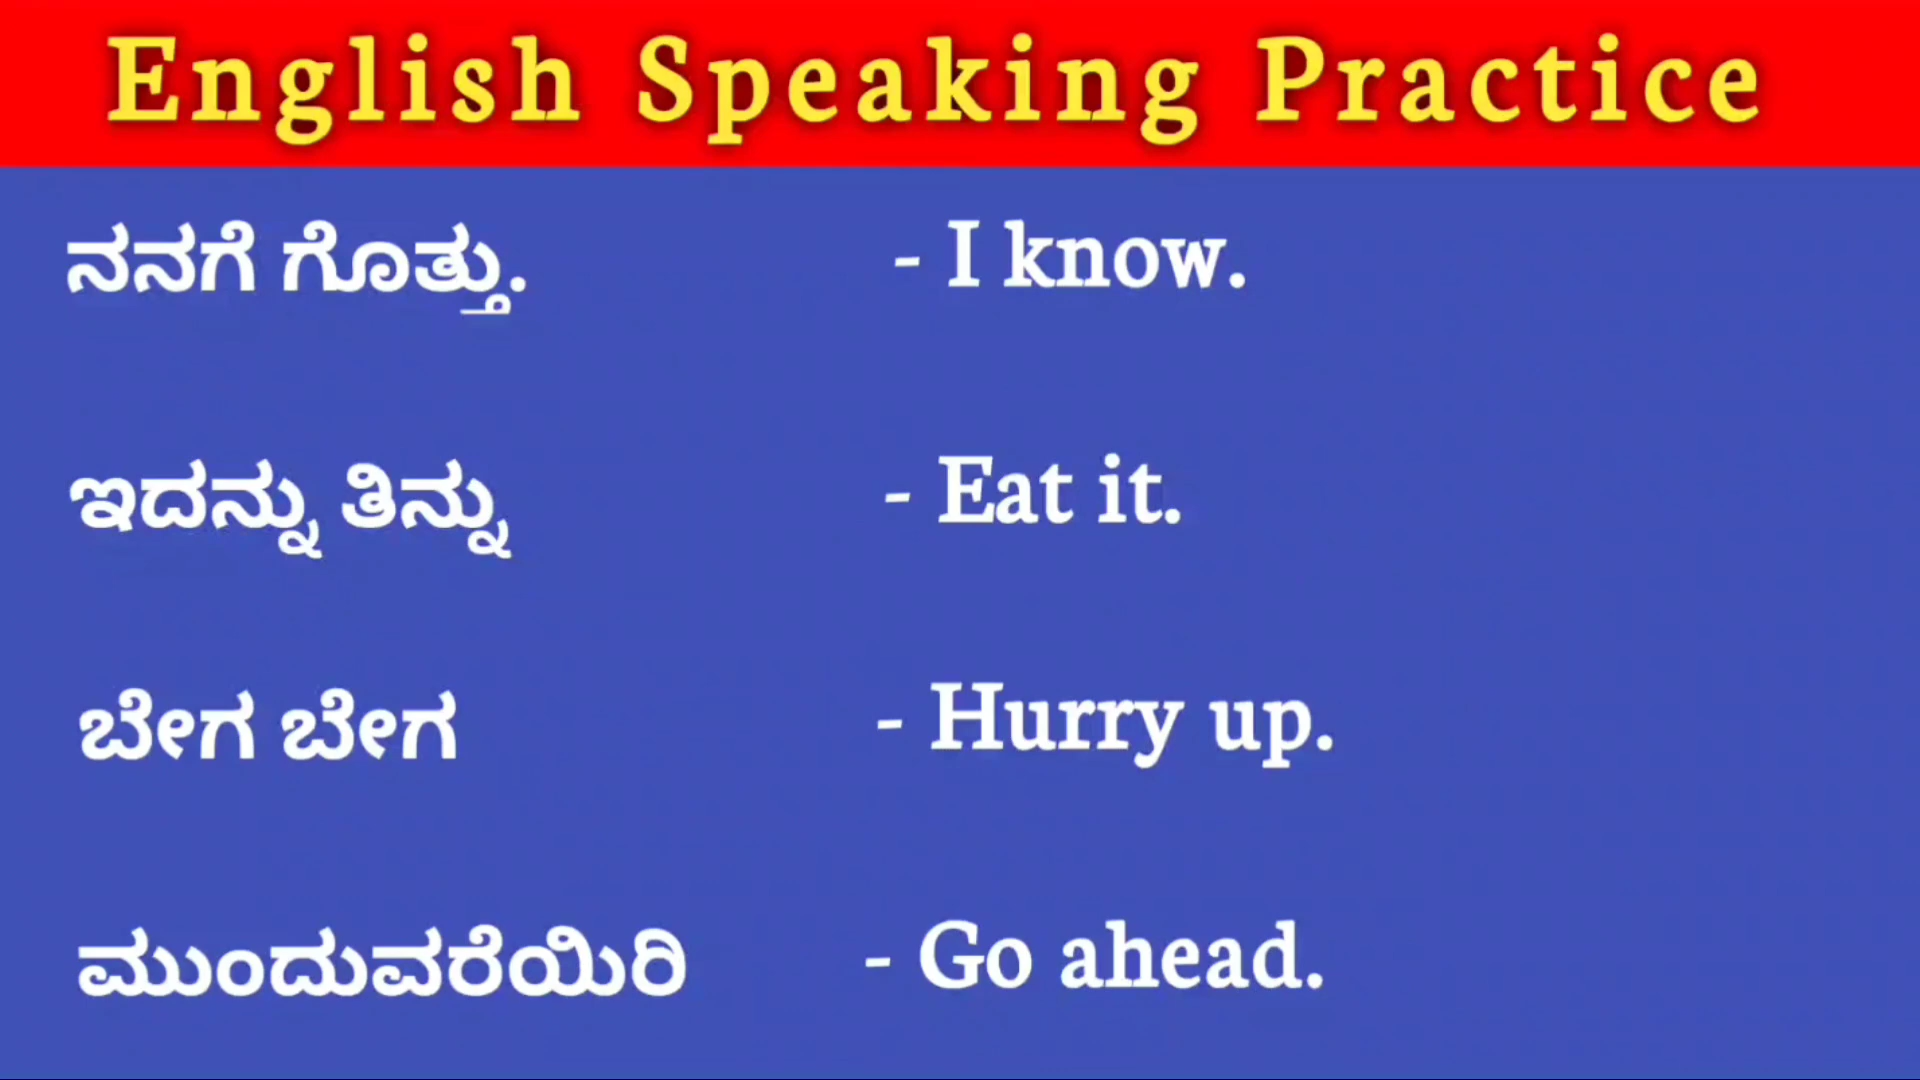 English Speaking Practice
ನನಗೆ ಗೊತ್ತು. - I know.
ಇದನ್ನು ತಿನ್ನು - Eat it.
ಬೇಗ ಬೇಗ - Hurry up.
ಮುಂದುವರೆಯಿರಿ - Go ahead.